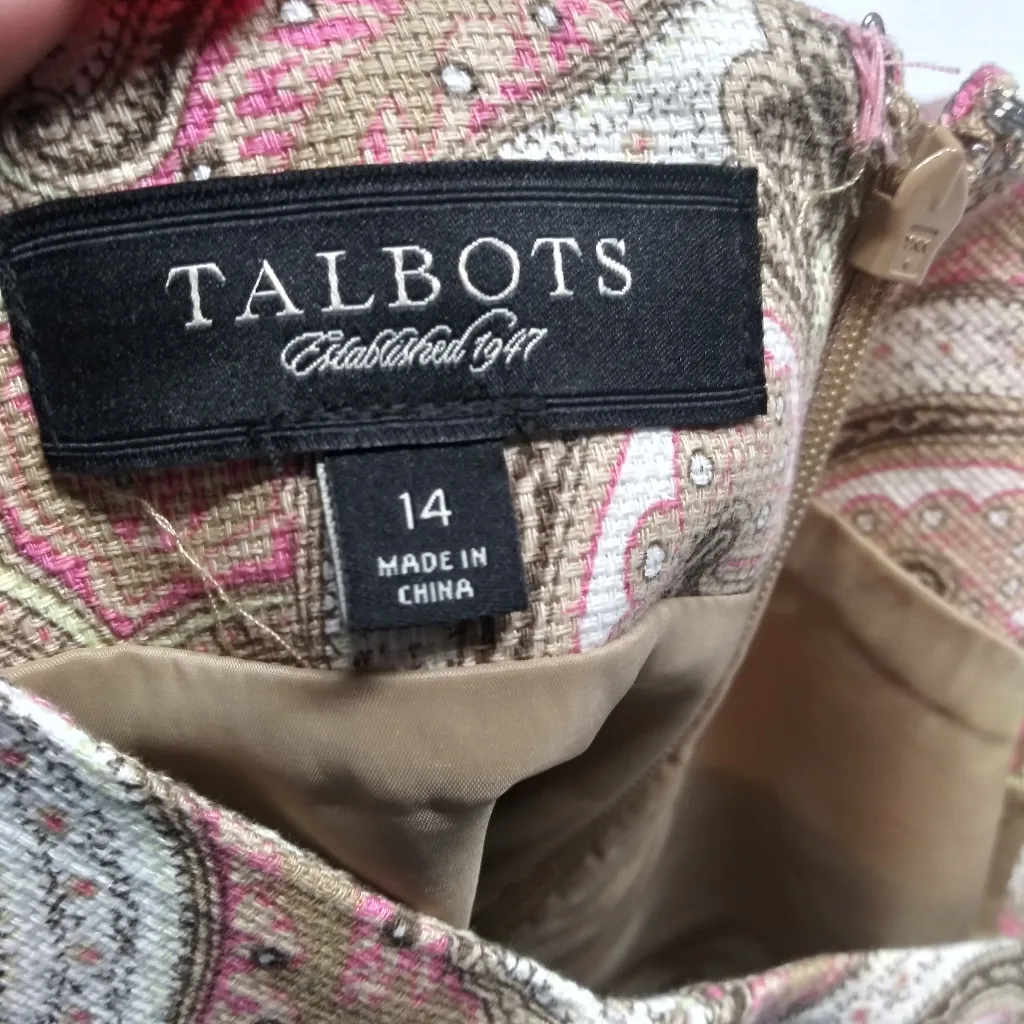 TALBOTS
Established 1947
14
MADE IN
CHINA